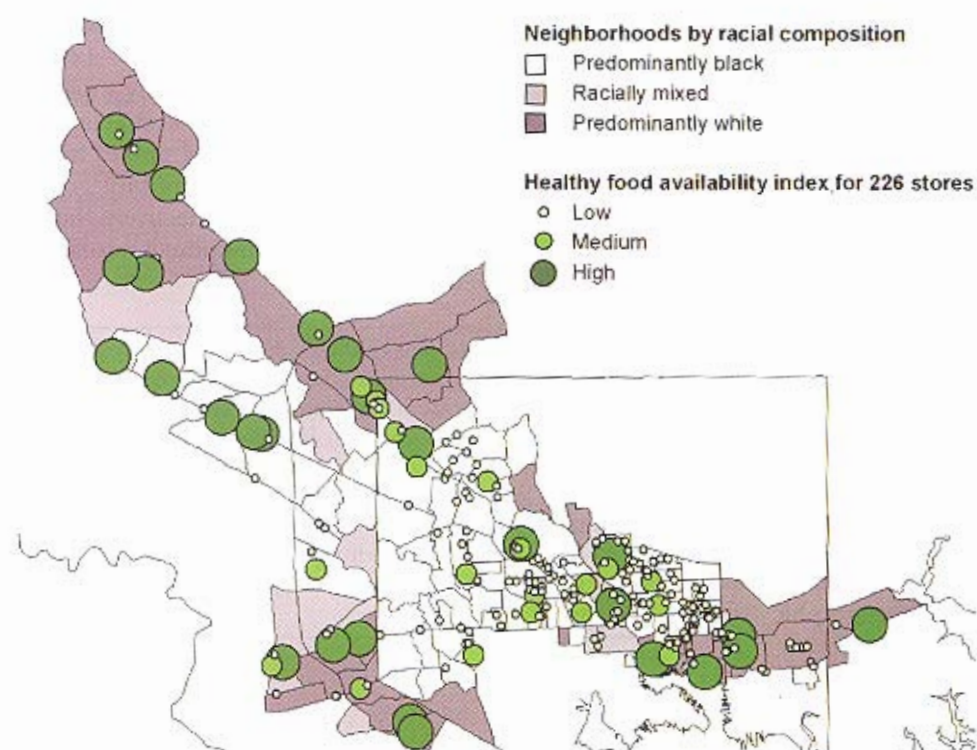 Neighborhoods by racial composition
Predominantly black
Racially mixed
Predominantly white
Healthy food availability index for 226 stores
Low
Medium
High